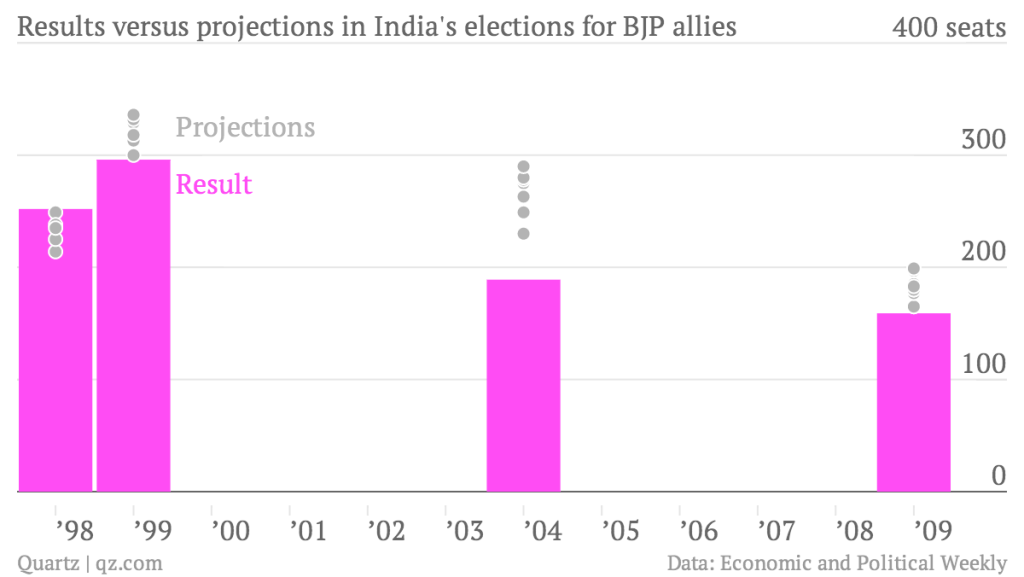 Results versus projections in India's elections for BJP allies
400 seats
Projections
300
Result
200
100
0
’98 ’99 ’00 ’01 ’02 ’03 ’04 ’05 ’06 ’07 ’08 ’09
Quartz | qz.com
Data: Economic and Political Weekly